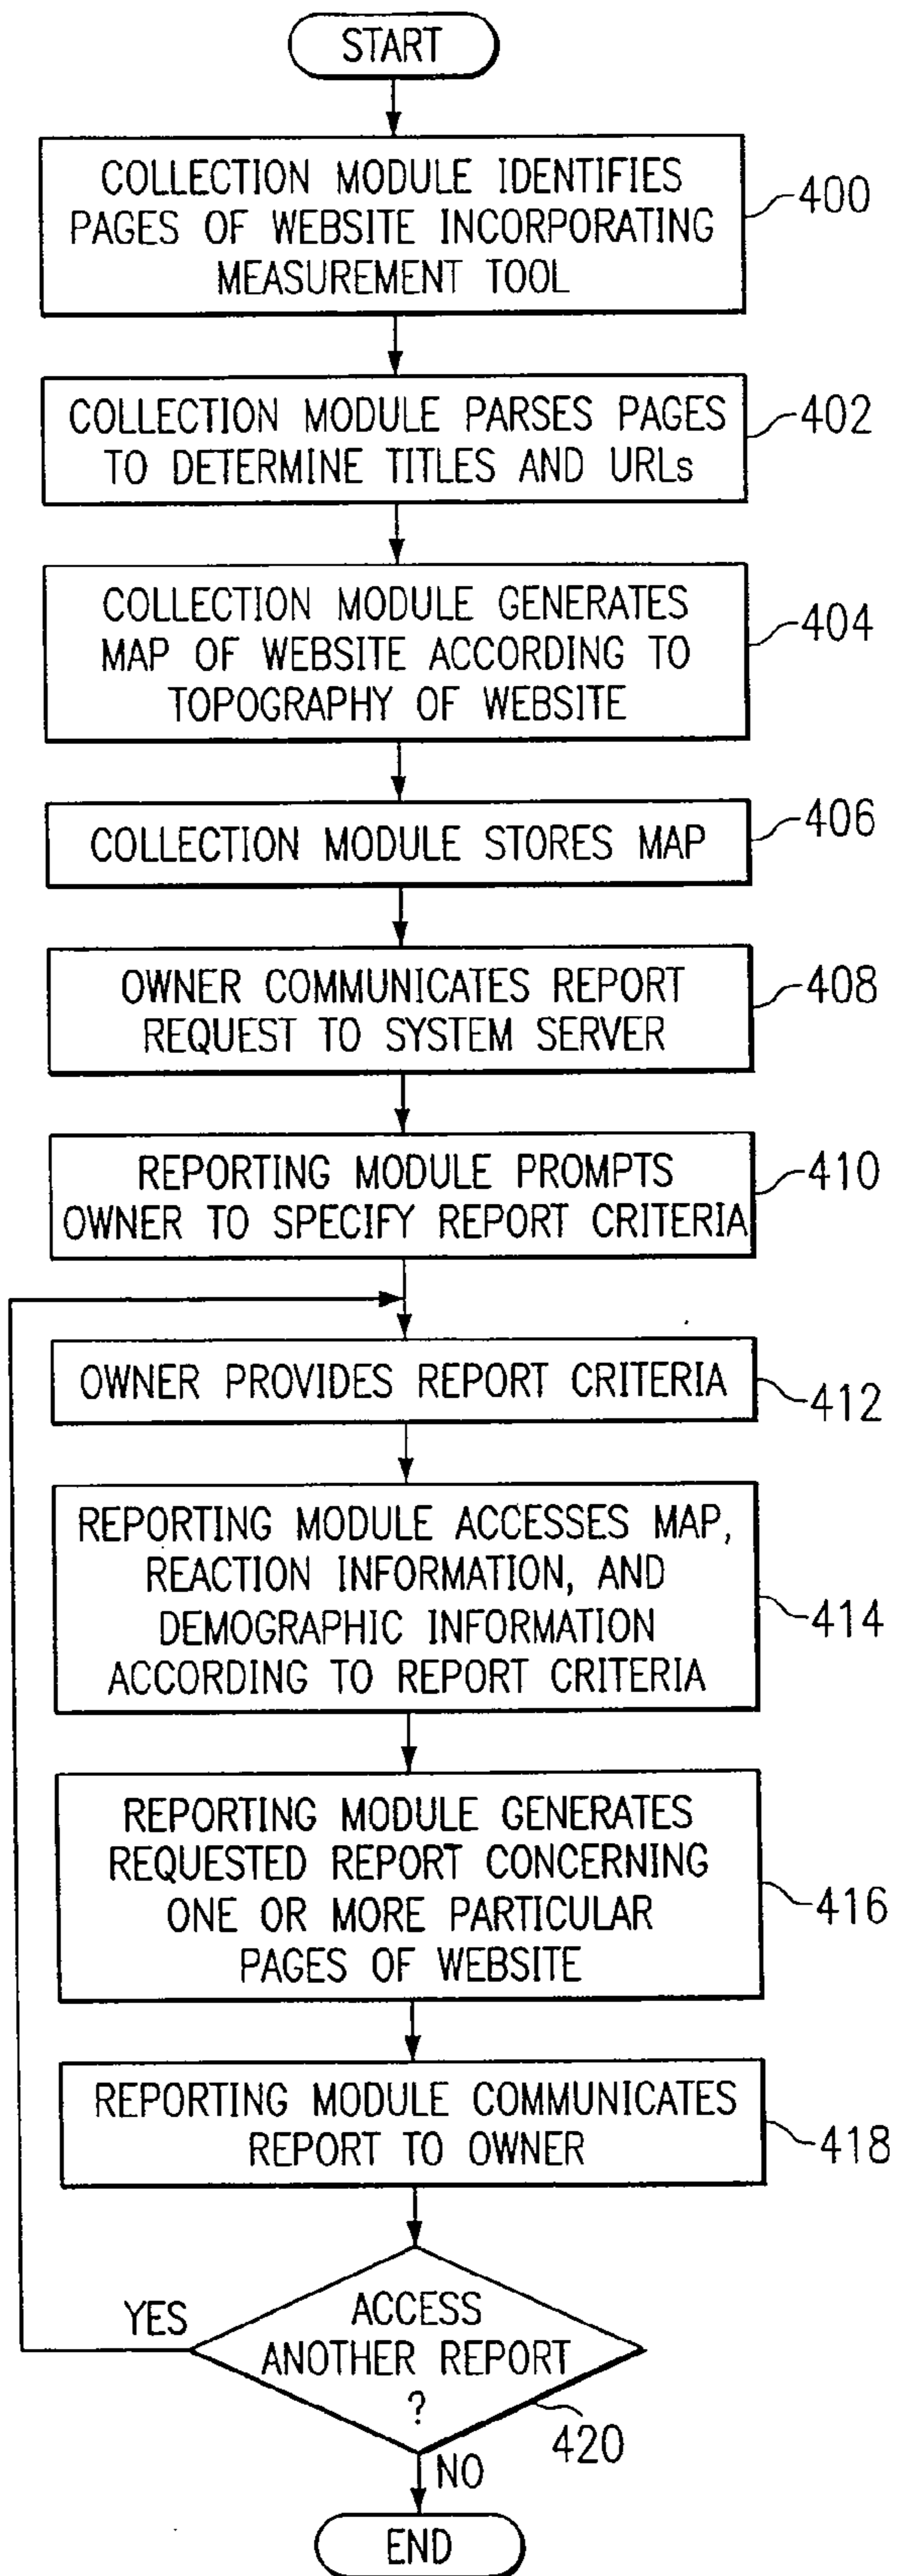 START
COLLECTION MODULE IDENTIFIES
PAGES OF WEBSITE INCORPORATING
MEASUREMENT TOOL
400
COLLECTION MODULE PARSES PAGES
TO DETERMINE TITLES AND URLs
402
COLLECTION MODULE GENERATES
MAP OF WEBSITE ACCORDING TO
TOPOGRAPHY OF WEBSITE
404
COLLECTION MODULE STORES MAP
406
OWNER COMMUNICATES REPORT
REQUEST TO SYSTEM SERVER
408
REPORTING MODULE PROMPTS
OWNER TO SPECIFY REPORT CRITERIA
410
OWNER PROVIDES REPORT CRITERIA
412
REPORTING MODULE ACCESSES MAP,
REACTION INFORMATION, AND
DEMOGRAPHIC INFORMATION
ACCORDING TO REPORT CRITERIA
414
REPORTING MODULE GENERATES
REQUESTED REPORT CONCERNING
ONE OR MORE PARTICULAR
PAGES OF WEBSITE
416
REPORTING MODULE COMMUNICATES
REPORT TO OWNER
418
YES
ACCESS
ANOTHER REPORT
?
420
NO
END